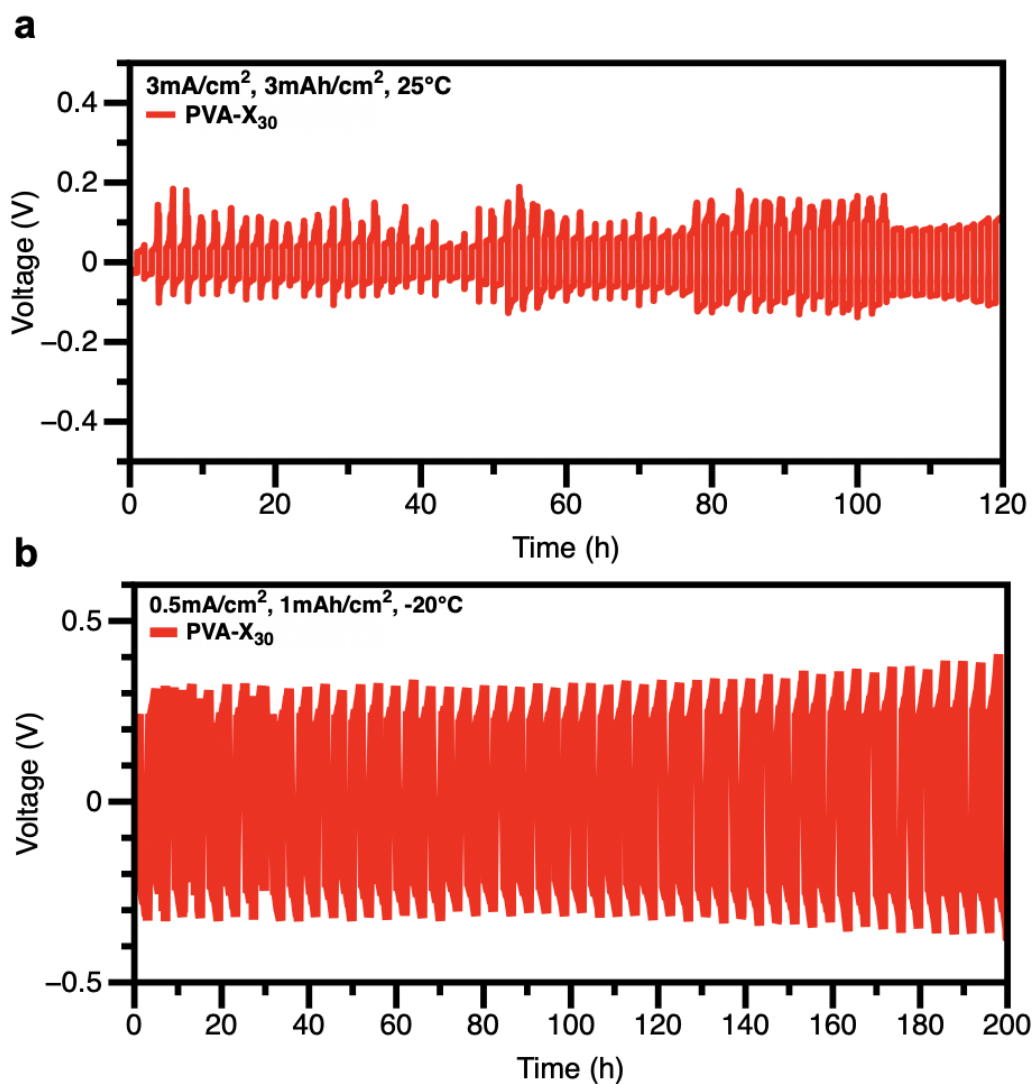 a
3mA/cm², 3mAh/cm², 25°C
PVA-X₃₀
0.4
0.2
0
−0.2
−0.4
Voltage (V)
0 20 40 60 80 100 120
Time (h)
b
0.5mA/cm², 1mAh/cm², -20°C
PVA-X₃₀
0.5
0
−0.5
Voltage (V)
0 20 40 60 80 100 120 140 160 180 200
Time (h)